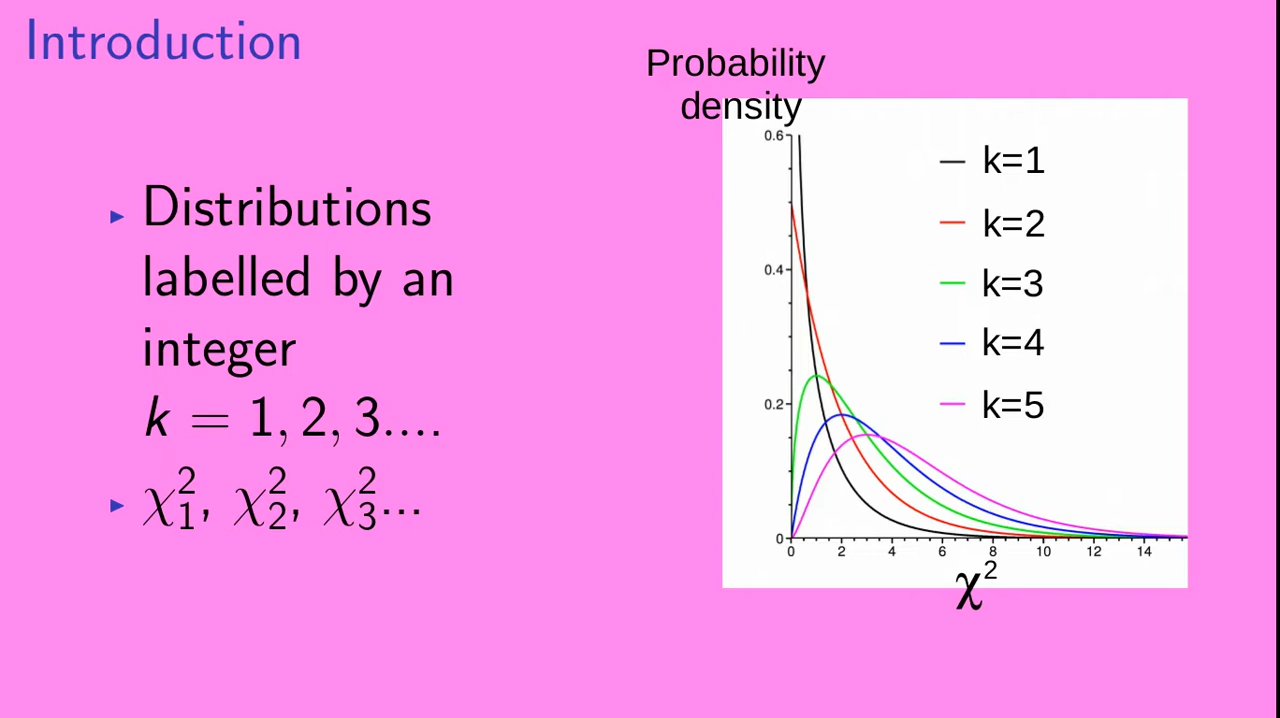 Introduction
Distributions
labelled by an
integer
k = 1, 2, 3....
χ²₁, χ²₂, χ²₃...
Probability
density
k=1
k=2
k=3
k=4
k=5
0.6
0.4
0.2
0
0 2 4 6 8 10 12 14
χ²